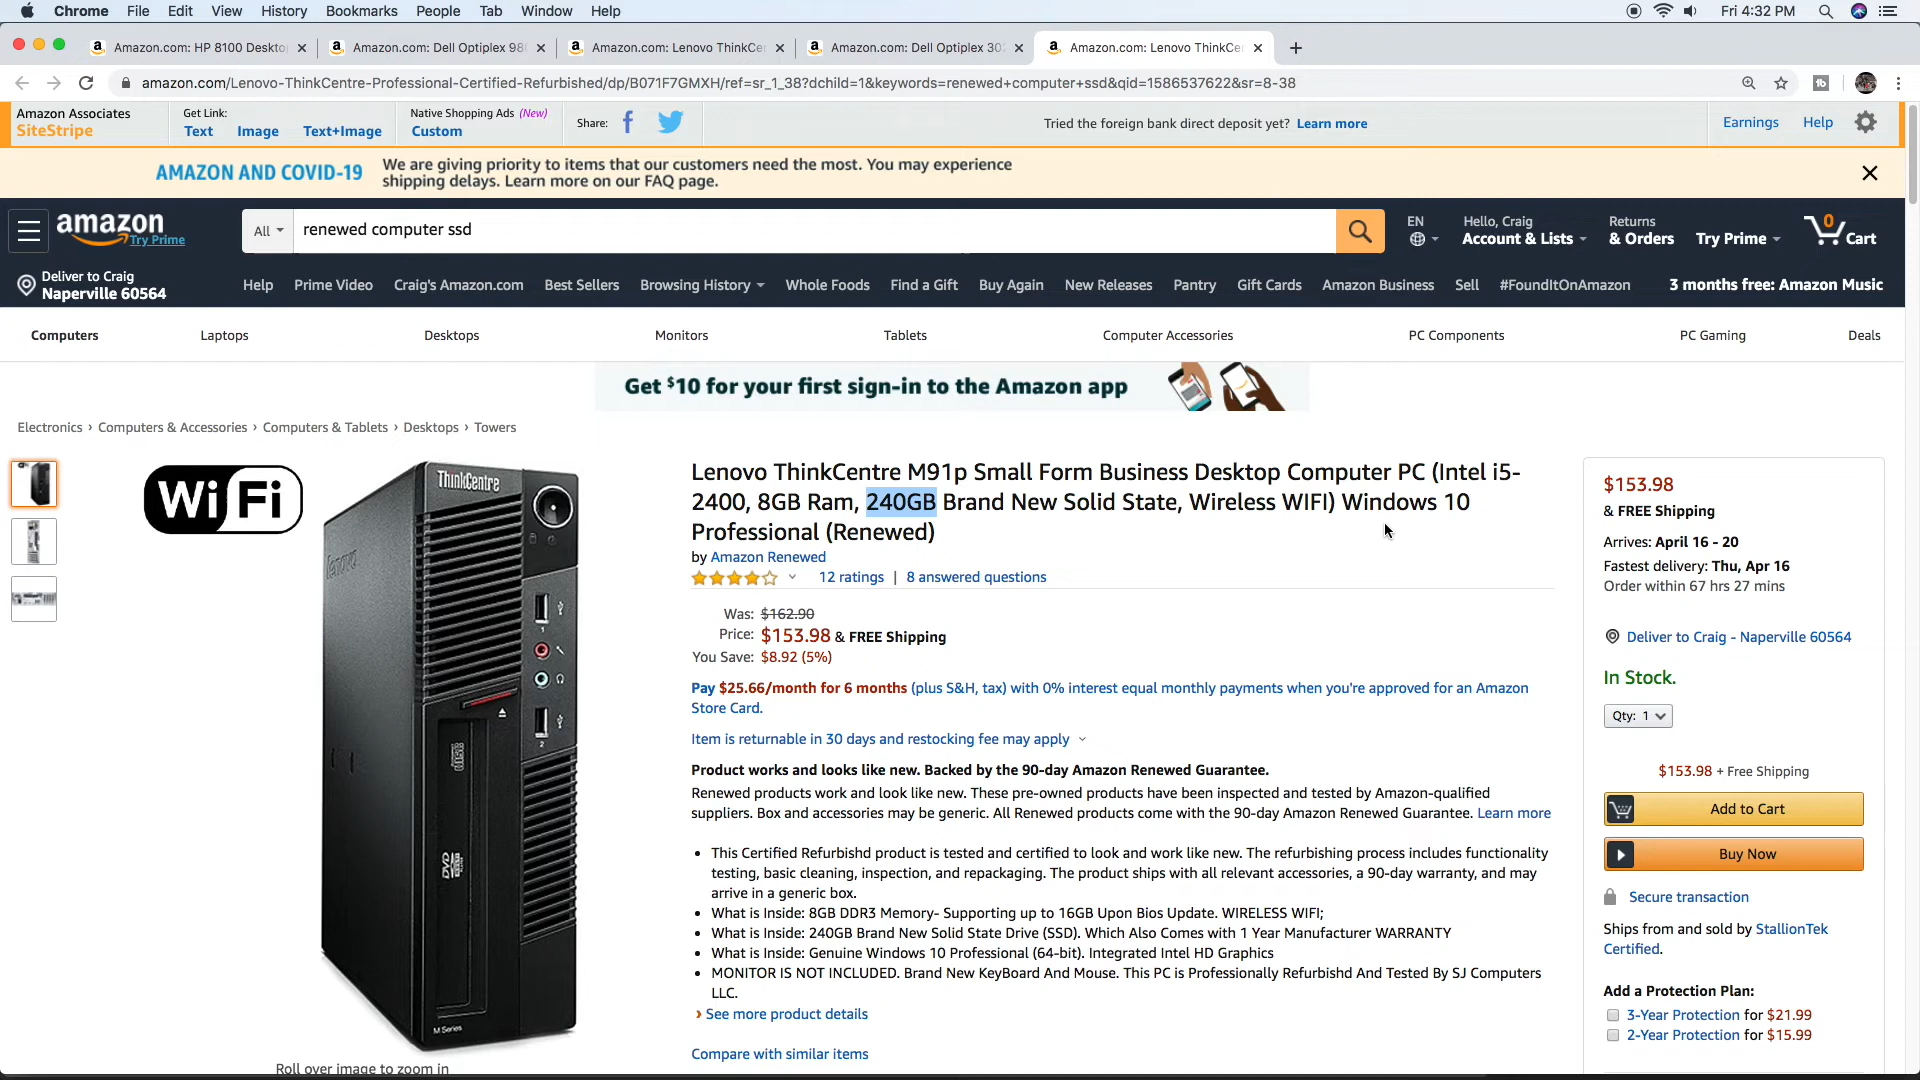 Chrome File Edit View History Bookmarks People Tab Window Help Fri 4:32 PM
Amazon.com: HP 8100 Deskto Amazon.com: Dell Optiplex 98 Amazon.com: Lenovo ThinkCe Amazon.com: Dell Optiplex 30 Amazon.com: Lenovo ThinkCe
amazon.com/Lenovo-ThinkCentre-Professional-Certified-Refurbished/dp/B071F7GMXH/ref=sr_1_38?dchild=1&keywords=renewed+computer+ssd&qid=1586537622&sr=8-38
Amazon Associates
SiteStripe
Get Link:
Text Image Text+Image
Native Shopping Ads (New)
Custom
Share:
Tried the foreign bank direct deposit yet? Learn more
Earnings Help
AMAZON AND COVID-19
We are giving priority to items that our customers need the most. You may experience
shipping delays. Learn more on our FAQ page.
amazon
Try Prime
All
renewed computer ssd
EN
Hello, Craig
Account & Lists
Returns
& Orders
Try Prime
0
Cart
Deliver to Craig
Naperville 60564
Help Prime Video Craig's Amazon.com Best Sellers Browsing History Whole Foods Find a Gift Buy Again New Releases Pantry Gift Cards Amazon Business Sell #FoundItOnAmazon
3 months free: Amazon Music
Computers Laptops Desktops Monitors Tablets Computer Accessories PC Components PC Gaming Deals
Get $10 for your first sign-in to the Amazon app
Electronics › Computers & Accessories › Computers & Tablets › Desktops › Towers
WiFi
ThinkCentre
lenovo
1
2
DVD
M Series
Roll over image to zoom in
Lenovo ThinkCentre M91p Small Form Business Desktop Computer PC (Intel i5-
2400, 8GB Ram, 240GB Brand New Solid State, Wireless WIFI) Windows 10
Professional (Renewed)
by Amazon Renewed
12 ratings | 8 answered questions
Was: $162.90
Price: $153.98 & FREE Shipping
You Save: $8.92 (5%)
Pay $25.66/month for 6 months (plus S&H, tax) with 0% interest equal monthly payments when you're approved for an Amazon
Store Card.
Item is returnable in 30 days and restocking fee may apply
Product works and looks like new. Backed by the 90-day Amazon Renewed Guarantee.
Renewed products work and look like new. These pre-owned products have been inspected and tested by Amazon-qualified
suppliers. Box and accessories may be generic. All Renewed products come with the 90-day Amazon Renewed Guarantee. Learn more
• This Certified Refurbishd product is tested and certified to look and work like new. The refurbishing process includes functionality
testing, basic cleaning, inspection, and repackaging. The product ships with all relevant accessories, a 90-day warranty, and may
arrive in a generic box.
• What is Inside: 8GB DDR3 Memory- Supporting up to 16GB Upon Bios Update. WIRELESS WIFI;
• What is Inside: 240GB Brand New Solid State Drive (SSD). Which Also Comes with 1 Year Manufacturer WARRANTY
• What is Inside: Genuine Windows 10 Professional (64-bit). Integrated Intel HD Graphics
• MONITOR IS NOT INCLUDED. Brand New KeyBoard And Mouse. This PC is Professionally Refurbishd And Tested By SJ Computers
LLC.
› See more product details
Compare with similar items
$153.98
& FREE Shipping
Arrives: April 16 - 20
Fastest delivery: Thu, Apr 16
Order within 67 hrs 27 mins
Deliver to Craig - Naperville 60564
In Stock.
Qty: 1
$153.98 + Free Shipping
Add to Cart
Buy Now
Secure transaction
Ships from and sold by StallionTek
Certified.
Add a Protection Plan:
3-Year Protection for $21.99
2-Year Protection for $15.99